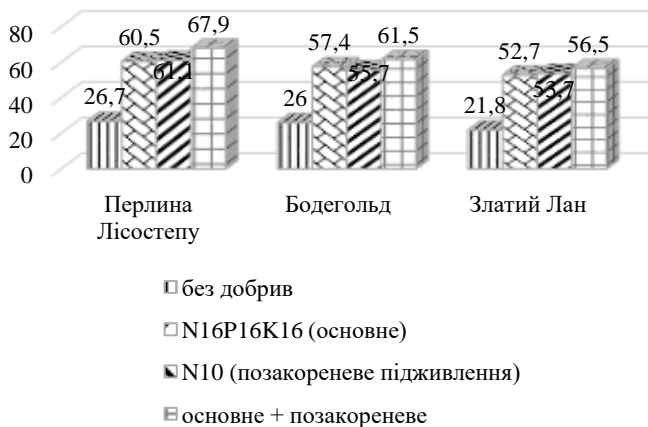 80
60
40
20
0
26,7
60,5
61,1
67,9
26
57,4
55,7
61,5
21,8
52,7
53,7
56,5
Перлина
Лісостепу
Бодегольд
Златий Лан
без добрив
N16P16K16 (основне)
N10 (позакореневе підживлення)
основне + позакореневе